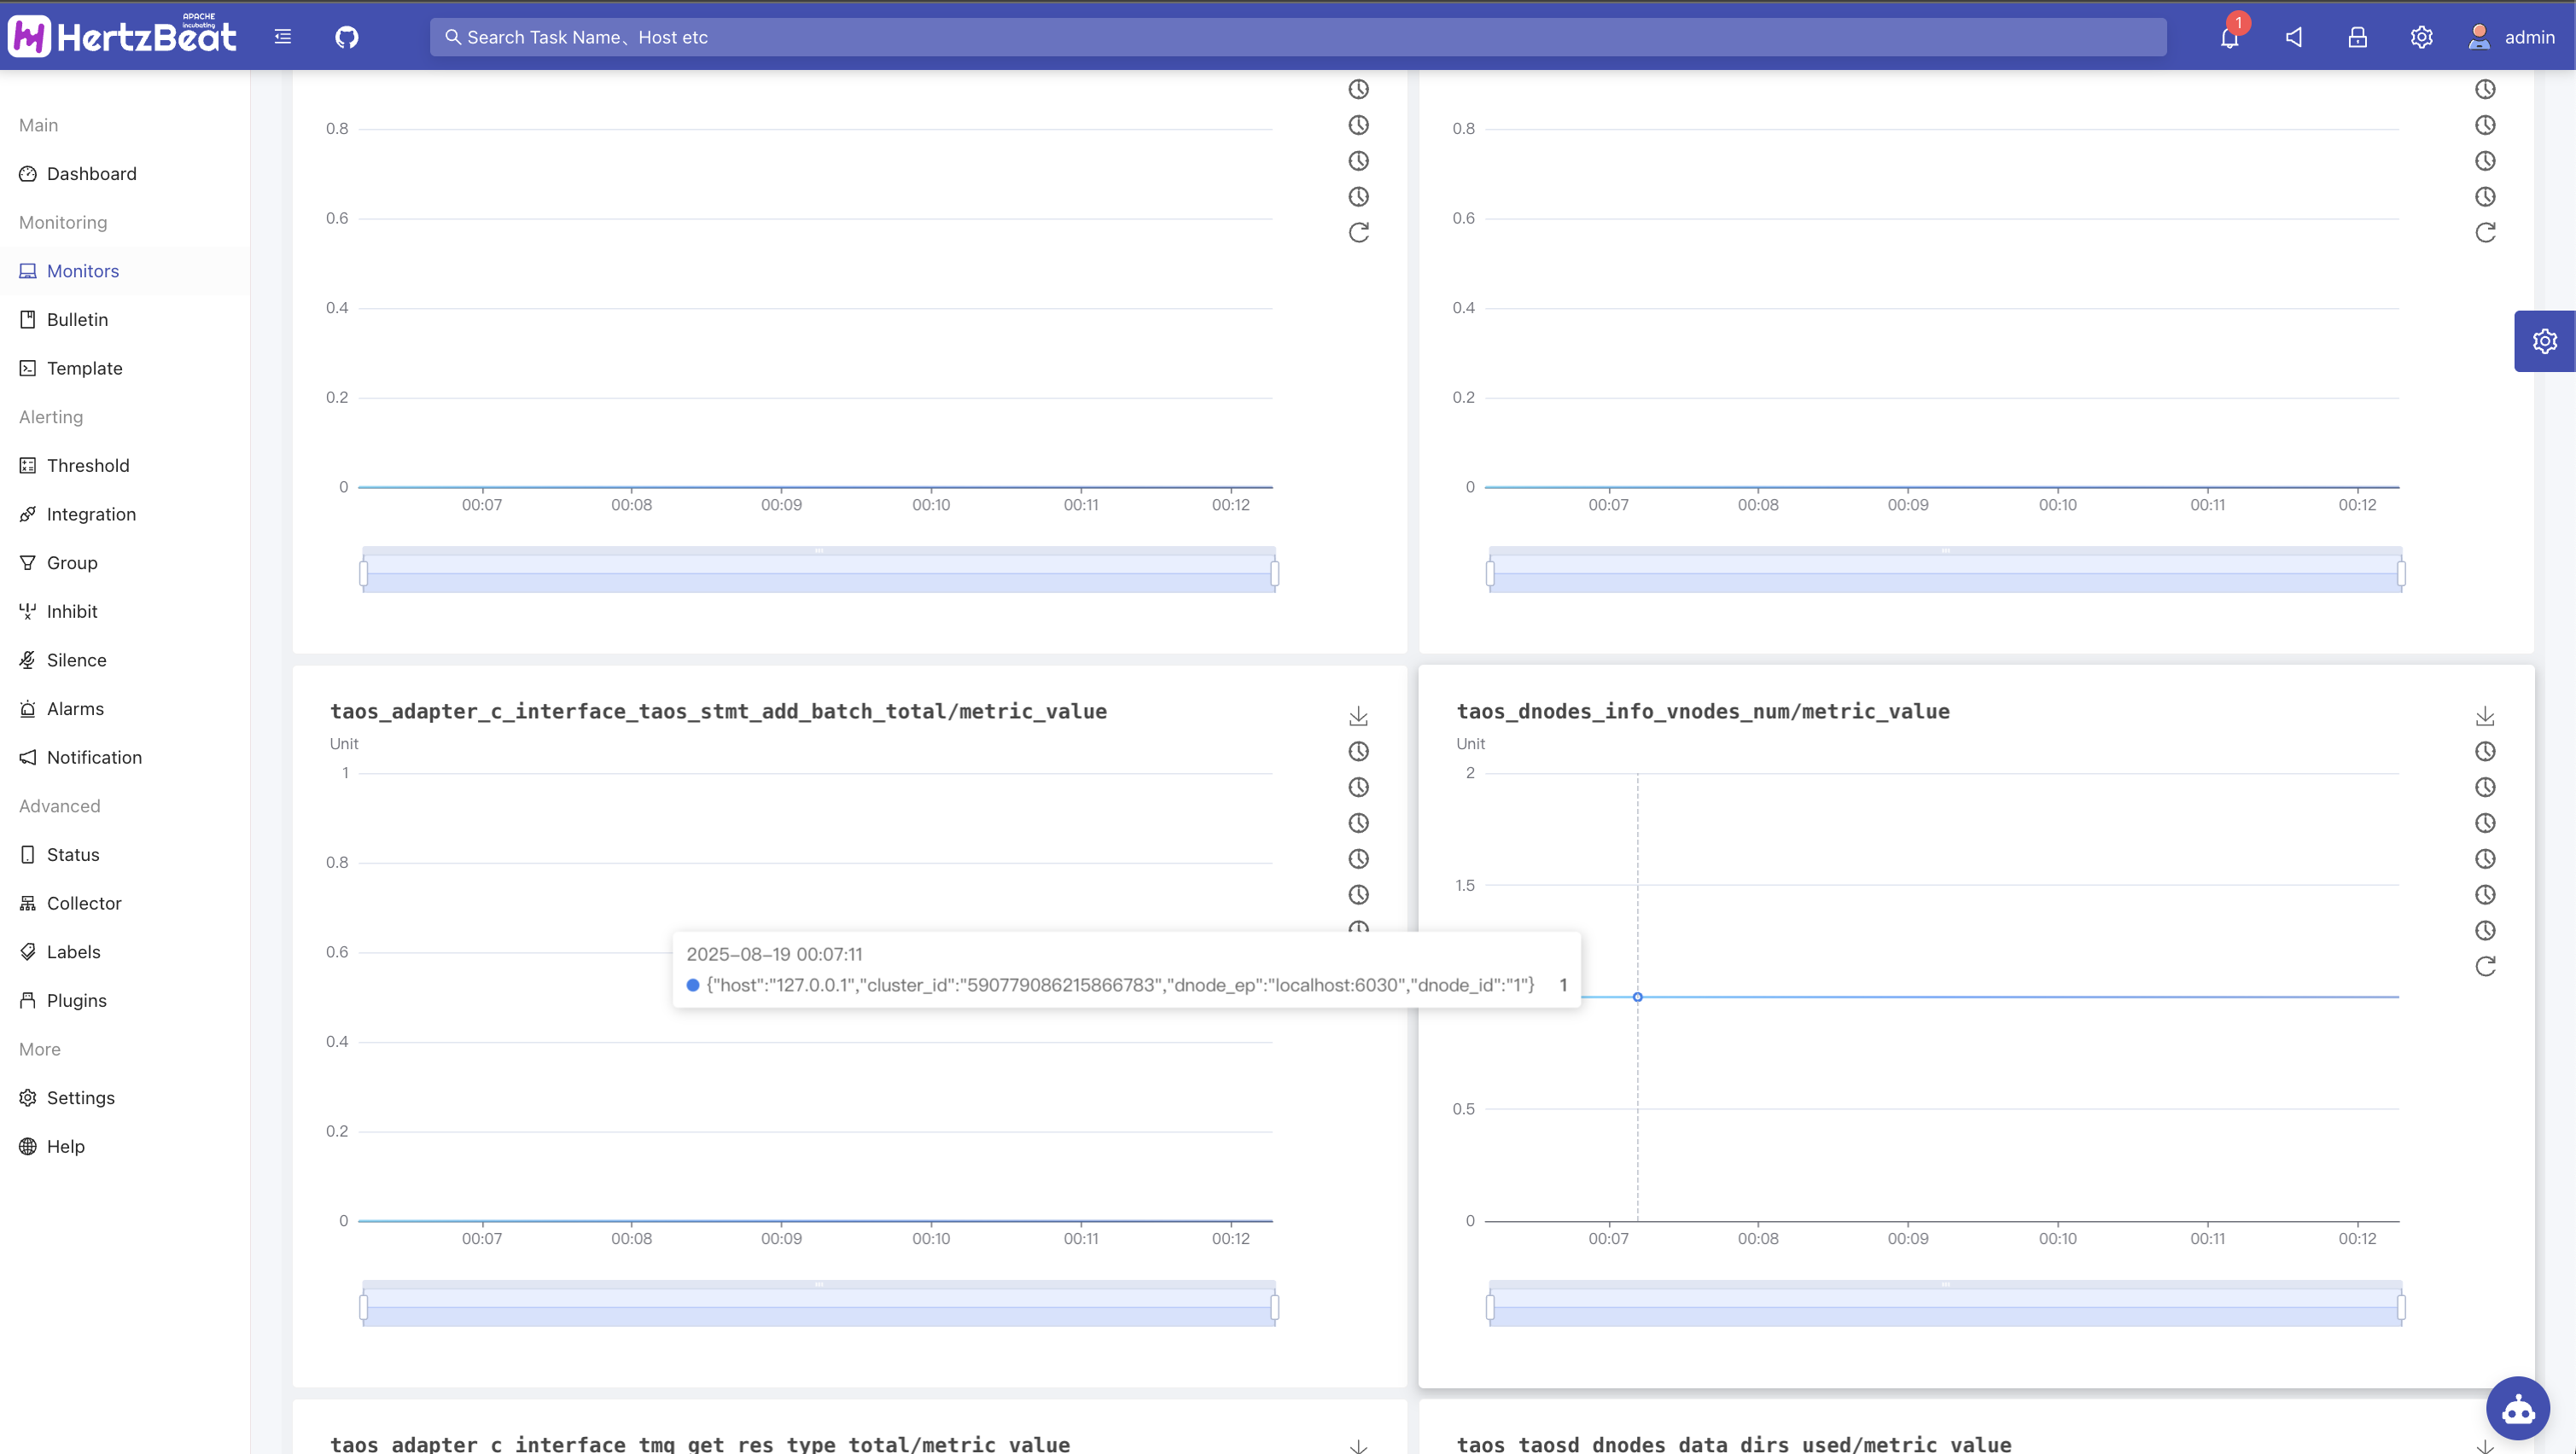 APACHE
incubating
HertzBeat
Search Task Name、Host etc
1
admin
Main
Dashboard
Monitoring
Monitors
Bulletin
Template
Alerting
Threshold
Integration
Group
Inhibit
Silence
Alarms
Notification
Advanced
Status
Collector
Labels
Plugins
More
Settings
Help
0.8
0.6
0.4
0.2
0
00:07 00:08 00:09 00:10 00:11 00:12
0.8
0.6
0.4
0.2
0
00:07 00:08 00:09 00:10 00:11 00:12
taos_adapter_c_interface_taos_stmt_add_batch_total/metric_value
Unit
1
0.8
0.6
0.4
0.2
0
00:07 00:08 00:09 00:10 00:11 00:12
2025-08-19 00:07:11
{"host":"127.0.0.1","cluster_id":"590779086215866783","dnode_ep":"localhost:6030","dnode_id":"1"} 1
taos_dnodes_info_vnodes_num/metric_value
Unit
2
1.5
0.5
0
00:07 00:08 00:09 00:10 00:11 00:12
taos_adapter_c_interface_tmq_get_res_type_total/metric_value
taos_taosd_dnodes_data_dirs_used/metric_value